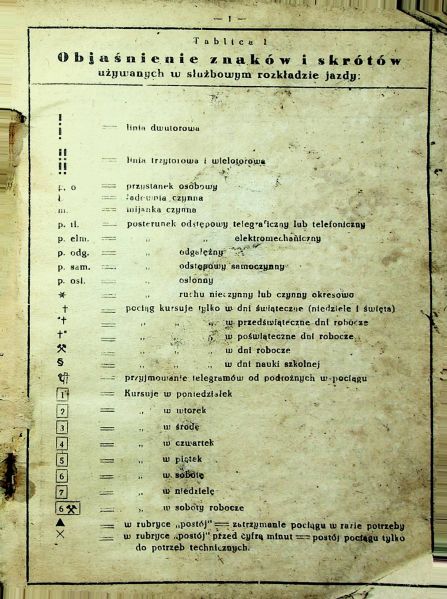 — 1 —
Tablica 1
Objaśnienie znaków i skrótów
używanych w służbowym rozkładzie jazdy:
= linia dwutorowa
= linia trzytorowa i wielotorowa
p. o = przystanek osobowy
ł. = ładownia czynna
m. = mijanka czynna
p. tl. = posterunek odstępowy telegraficzny lub telefoniczny
p. elm. = „ „ elektromechaniczny
p. odg. = „ odgałęźny
p. sam. = „ odstępowy samoczynny
p. osł. = „ osłonny
* = „ ruchu nieczynny lub czynny okresowo
† = pociąg kursuje tylko w dni świąteczne (niedziele i święta)
*† = „ „ „ w przedświąteczne dni robocze
†* = „ „ „ w poświąteczne dni robocze
⚒ = „ „ „ w dni robocze
§ = „ „ „ w dni nauki szkolnej
= przyjmowanie telegramów od podróżnych w pociągu
1 = Kursuje w poniedziałek
2 = „ w wtorek
3 = „ w środę
4 = „ w czwartek
5 = „ w piątek
6 = „ w sobotę
7 = „ w niedzielę
6 ⚒ = „ w soboty robocze
▲ = w rubryce „postój” = zatrzymanie pociągu w razie potrzeby
× = w rubryce „postój” przed cyfrą minut = postój pociągu tylko
do potrzeb technicznych.